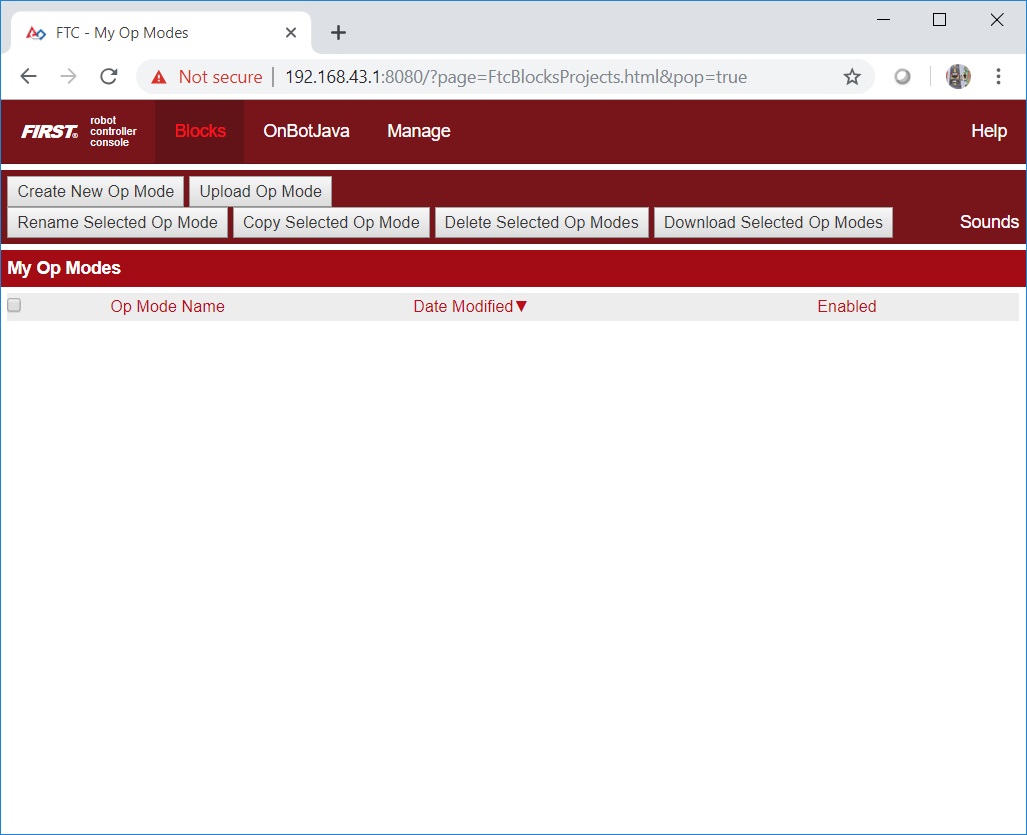 FTC - My Op Modes
Not secure | 192.168.43.1:8080/?page=FtcBlocksProjects.html&pop=true
FIRST® robot controller console Blocks OnBotJava Manage Help
Create New Op Mode Upload Op Mode
Rename Selected Op Mode Copy Selected Op Mode Delete Selected Op Modes Download Selected Op Modes Sounds
My Op Modes
Op Mode Name Date Modified▼ Enabled